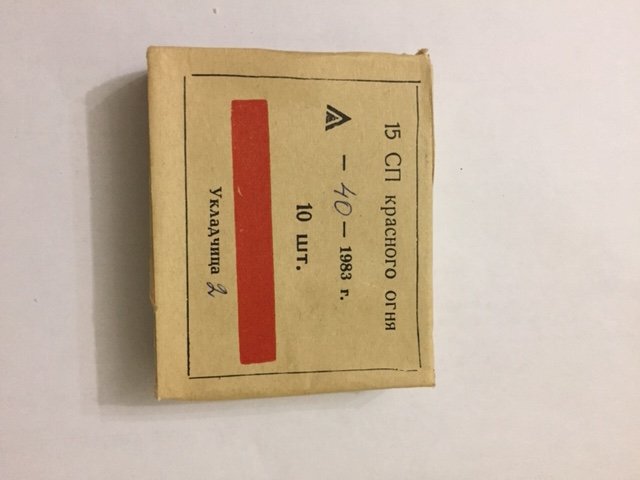 15 СП красного огня
— 40 — 1983 г.
10 шт.
Укладчица 2